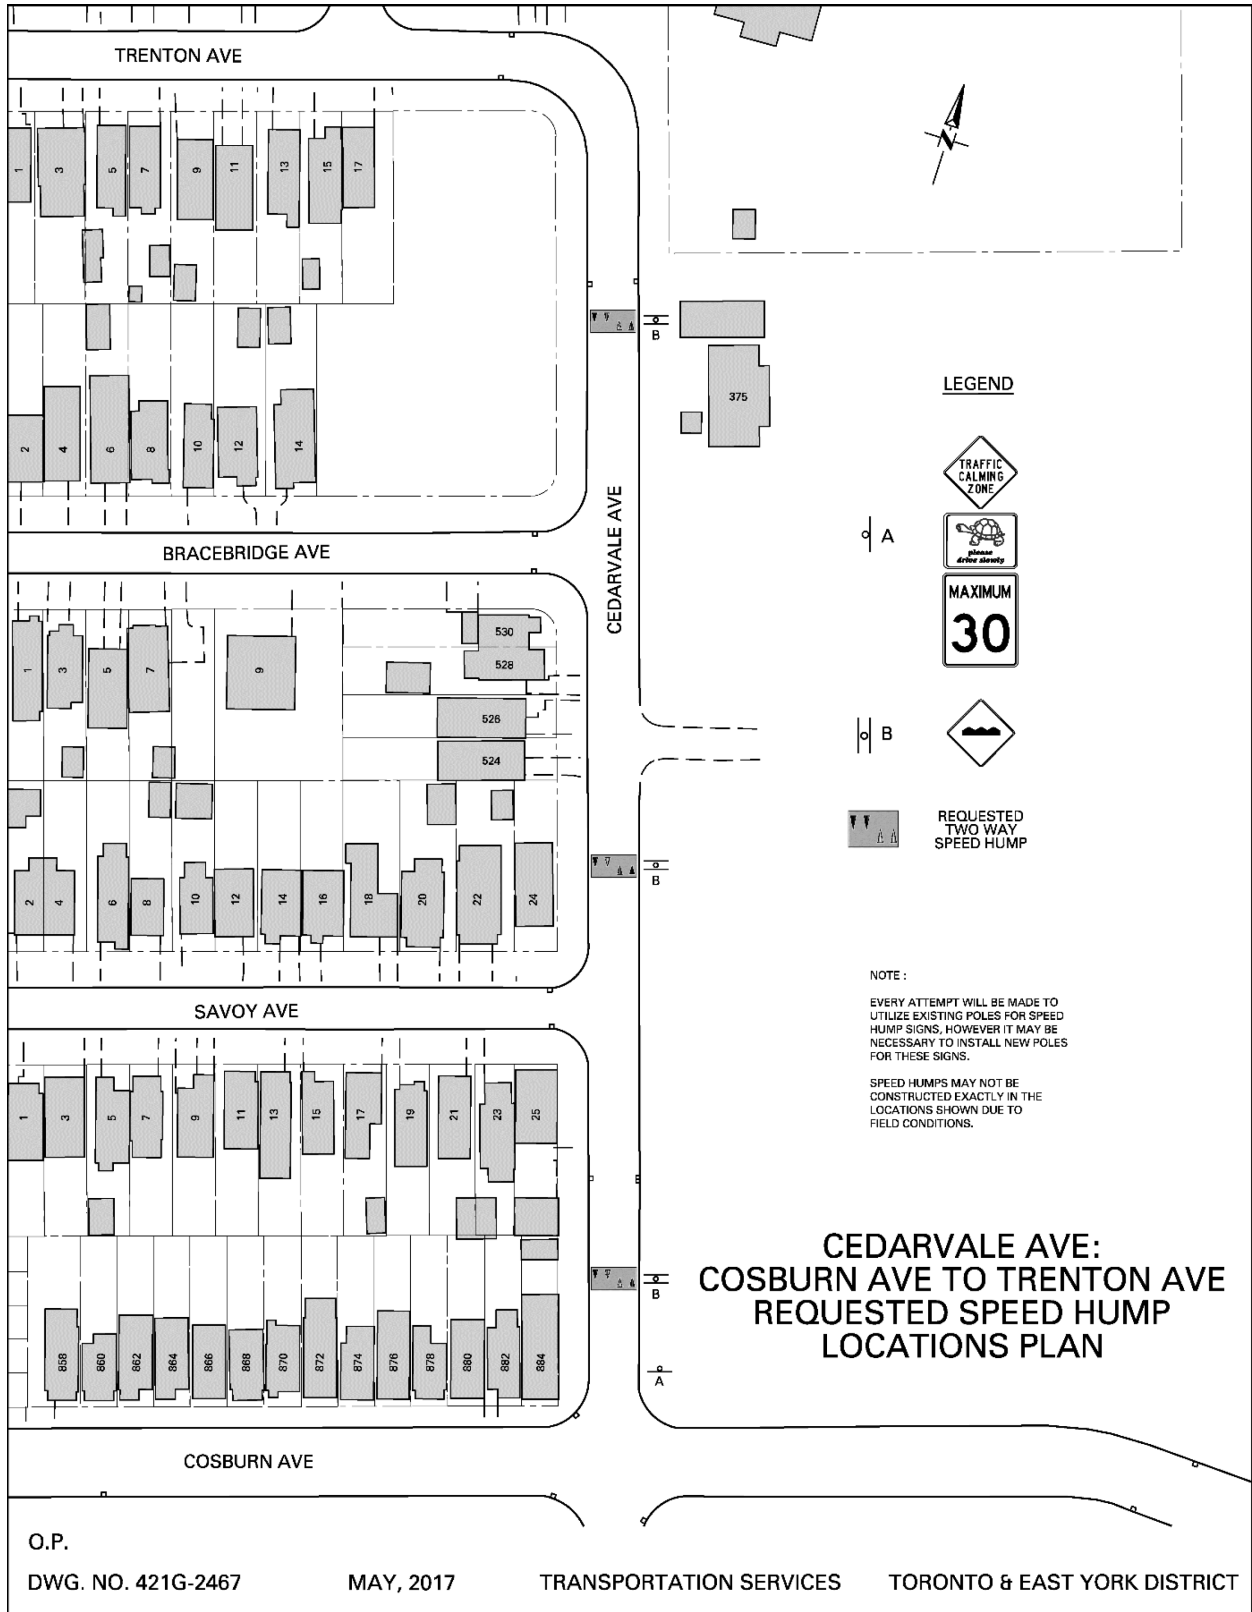 TRENTON AVE
1
3
5
7
9
11
13
15
17
N
B
375
2
4
6
8
10
12
14
LEGEND
TRAFFIC
CALMING
ZONE
A
please
drive slowly
MAXIMUM
30
BRACEBRIDGE AVE
CEDARVALE AVE
1
3
5
7
9
530
528
526
524
B
REQUESTED
TWO WAY
SPEED HUMP
B
2
4
6
8
10
12
14
16
18
20
22
24
SAVOY AVE
NOTE :
EVERY ATTEMPT WILL BE MADE TO
UTILIZE EXISTING POLES FOR SPEED
HUMP SIGNS, HOWEVER IT MAY BE
NECESSARY TO INSTALL NEW POLES
FOR THESE SIGNS.
SPEED HUMPS MAY NOT BE
CONSTRUCTED EXACTLY IN THE
LOCATIONS SHOWN DUE TO
FIELD CONDITIONS.
1
3
5
7
9
11
13
15
17
19
21
23
25
B
CEDARVALE AVE:
COSBURN AVE TO TRENTON AVE
REQUESTED SPEED HUMP
LOCATIONS PLAN
858
860
862
864
866
868
870
872
874
876
878
880
882
884
A
COSBURN AVE
O.P.
DWG. NO. 421G-2467 MAY, 2017 TRANSPORTATION SERVICES TORONTO & EAST YORK DISTRICT